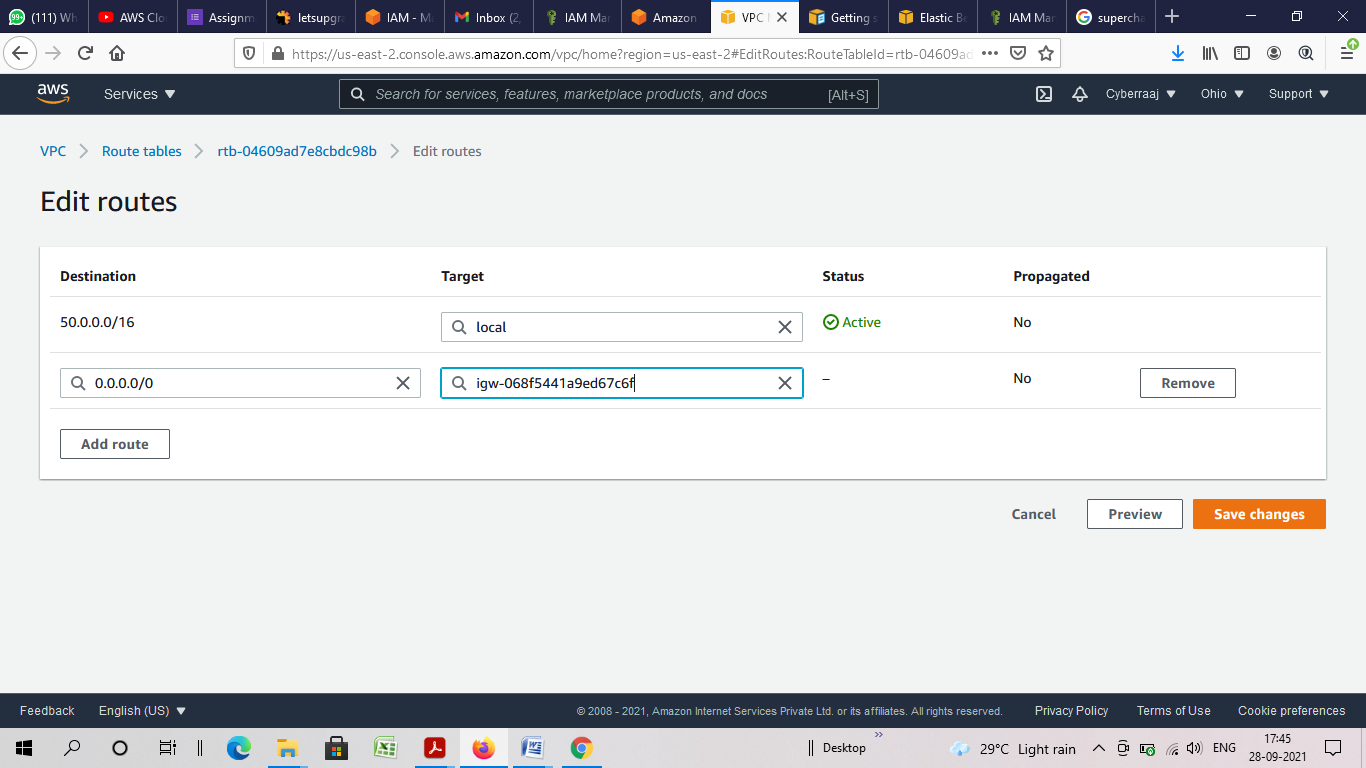 (111) Wh
AWS Clo
Assignm
letsupgra
IAM - Ma
Inbox (2,
IAM Man
Amazon
VPC M
Getting s
Elastic Be
IAM Man
supercha
https://us-east-2.console.aws.amazon.com/vpc/home?region=us-east-2#EditRoutes:RouteTableId=rtb-04609ad
aws
Services
Search for services, features, marketplace products, and docs
[Alt+S]
Cyberraaj
Ohio
Support
VPC
Route tables
rtb-04609ad7e8cbdc98b
Edit routes
Edit routes
Destination
Target
Status
Propagated
50.0.0.0/16
local
Active
No
0.0.0.0/0
igw-068f5441a9ed67c6f
–
No
Remove
Add route
Cancel
Preview
Save changes
Feedback
English (US)
© 2008 - 2021, Amazon Internet Services Private Ltd. or its affiliates. All rights reserved.
Privacy Policy
Terms of Use
Cookie preferences
Desktop
29°C Light rain
ENG
17:45
28-09-2021